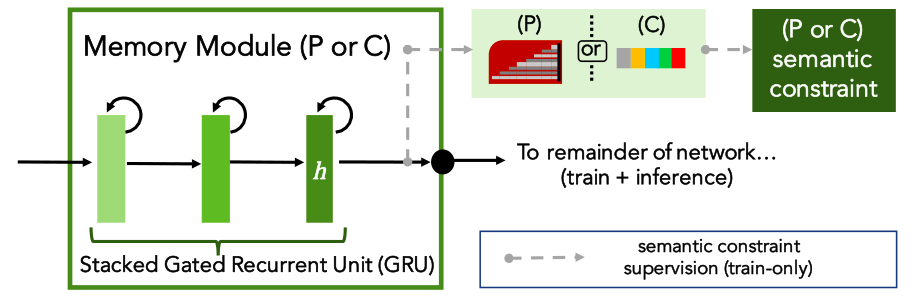 Memory Module (P or C)
(P)
or
(C)
(P or C)
semantic
constraint
h
To remainder of network...
(train + inference)
Stacked Gated Recurrent Unit (GRU)
semantic constraint
supervision (train-only)